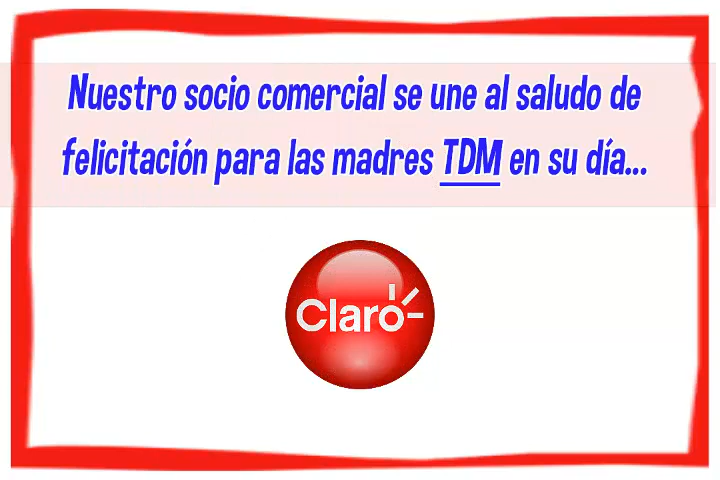 Nuestro socio comercial se une al saludo de
felicitación para las madres TDM en su día...
Claro